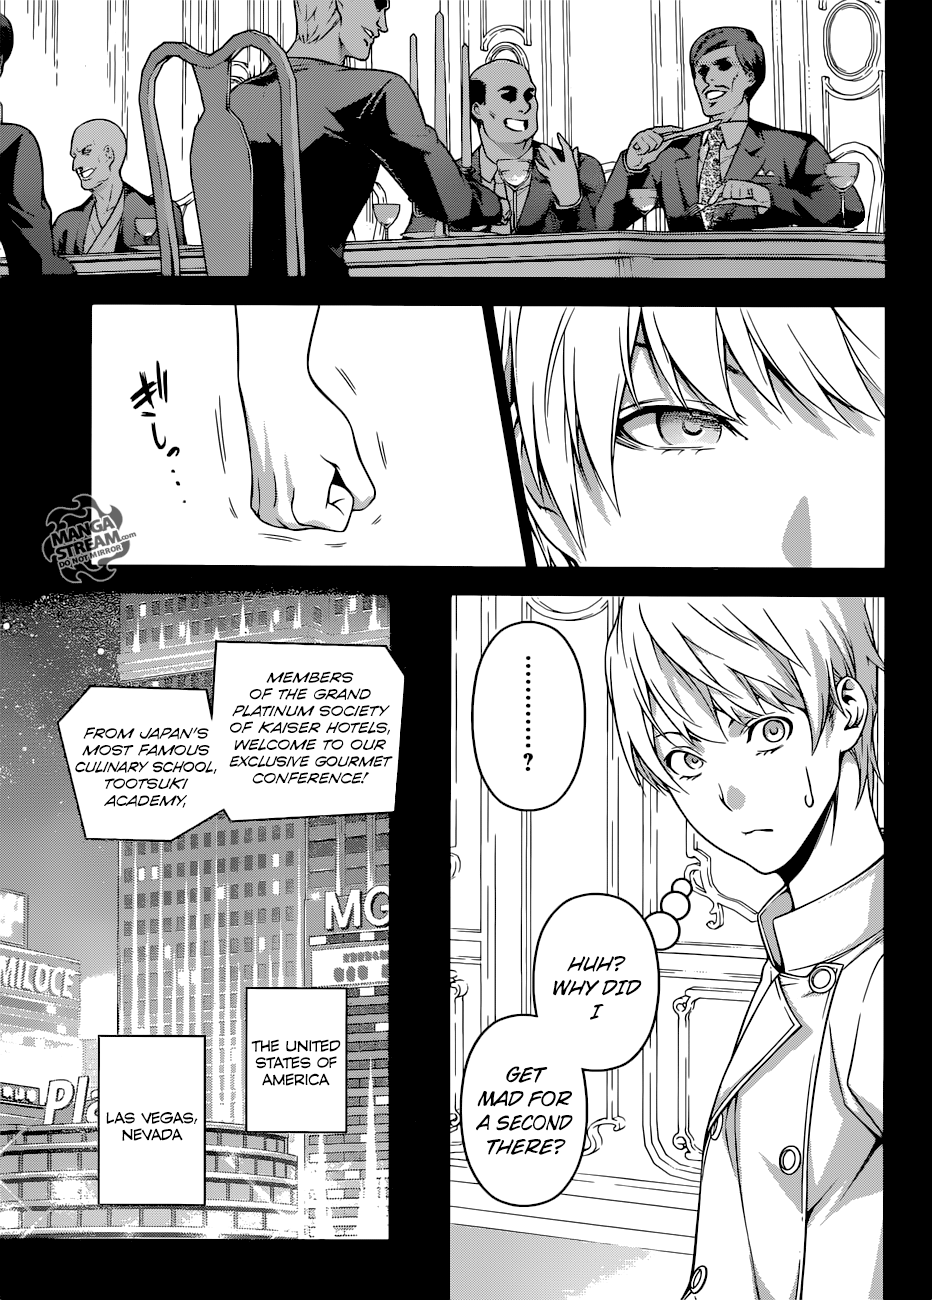 ぎしっ…
MANGA
STREAM.com
DO NOT MIRROR
………?
HUH?
WHY DID
I
GET
MAD FOR
A SECOND
THERE?
MEMBERS
OF THE GRAND
PLATINUM SOCIETY
OF KAISER HOTELS,
WELCOME TO OUR
EXCLUSIVE GOURMET
CONFERENCE!
FROM JAPAN'S
MOST FAMOUS
CULINARY SCHOOL,
TOOTSUKI
ACADEMY,
MG
MILOCE
Pla
THE UNITED
STATES OF
AMERICA
LAS VEGAS,
NEVADA